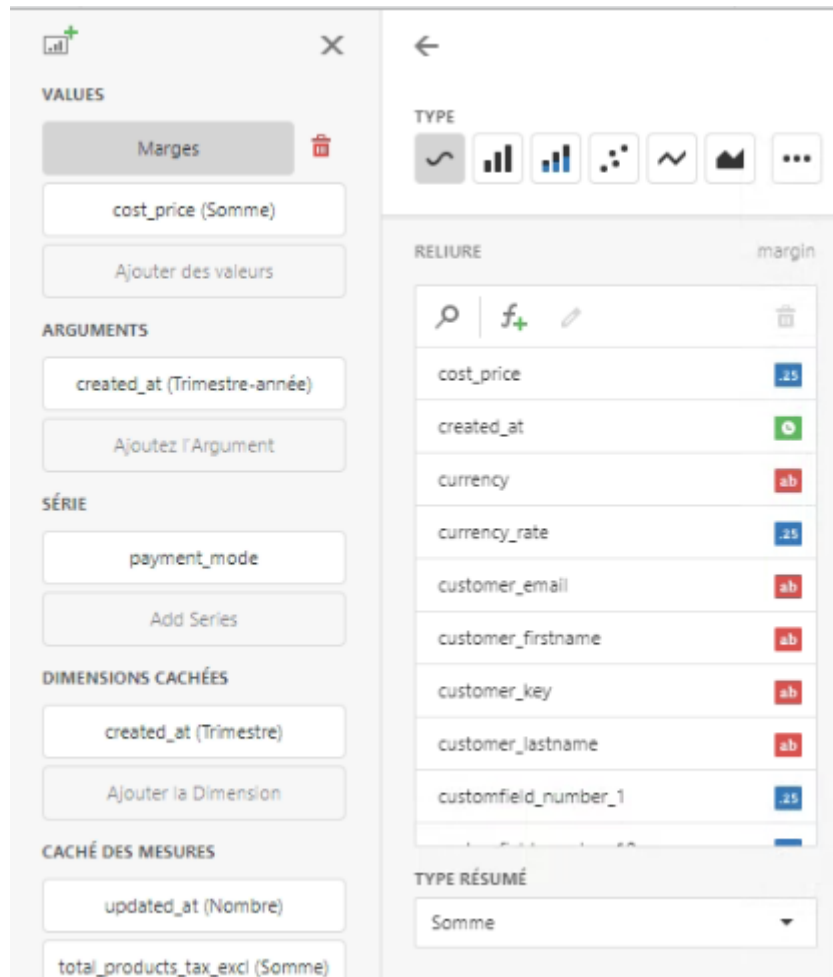 VALUES
Marges
cost_price (Somme)
Ajouter des valeurs
ARGUMENTS
created_at (Trimestre-année)
Ajoutez l'Argument
SÉRIE
payment_mode
Add Series
DIMENSIONS CACHÉES
created_at (Trimestre)
Ajouter la Dimension
CACHÉ DES MESURES
updated_at (Nombre)
total_products_tax_excl (Somme)
TYPE
RELIURE margin
cost_price .25
created_at
currency ab
currency_rate .25
customer_email ab
customer_firstname ab
customer_key ab
customer_lastname ab
customfield_number_1 .25
TYPE RÉSUMÉ
Somme